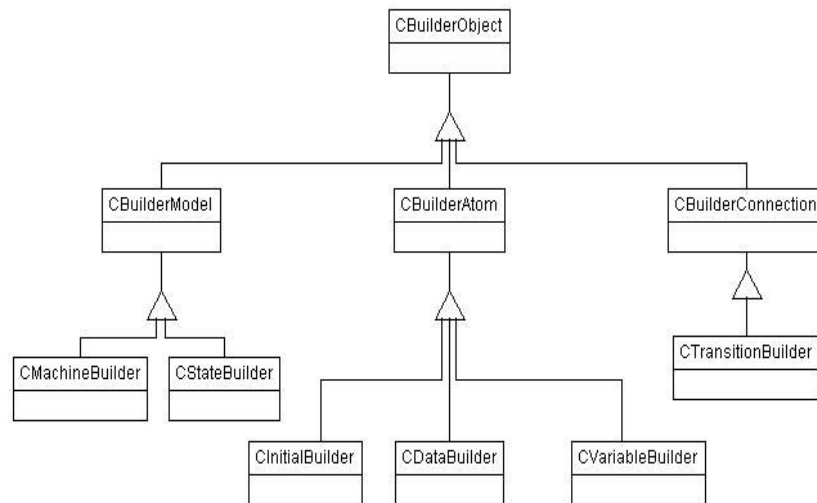 CBuilderObject
CBuilderModel
CBuilderAtom
CBuilderConnection
CMachineBuilder
CStateBuilder
CTransitionBuilder
CInitialBuilder
CDataBuilder
CVariableBuilder